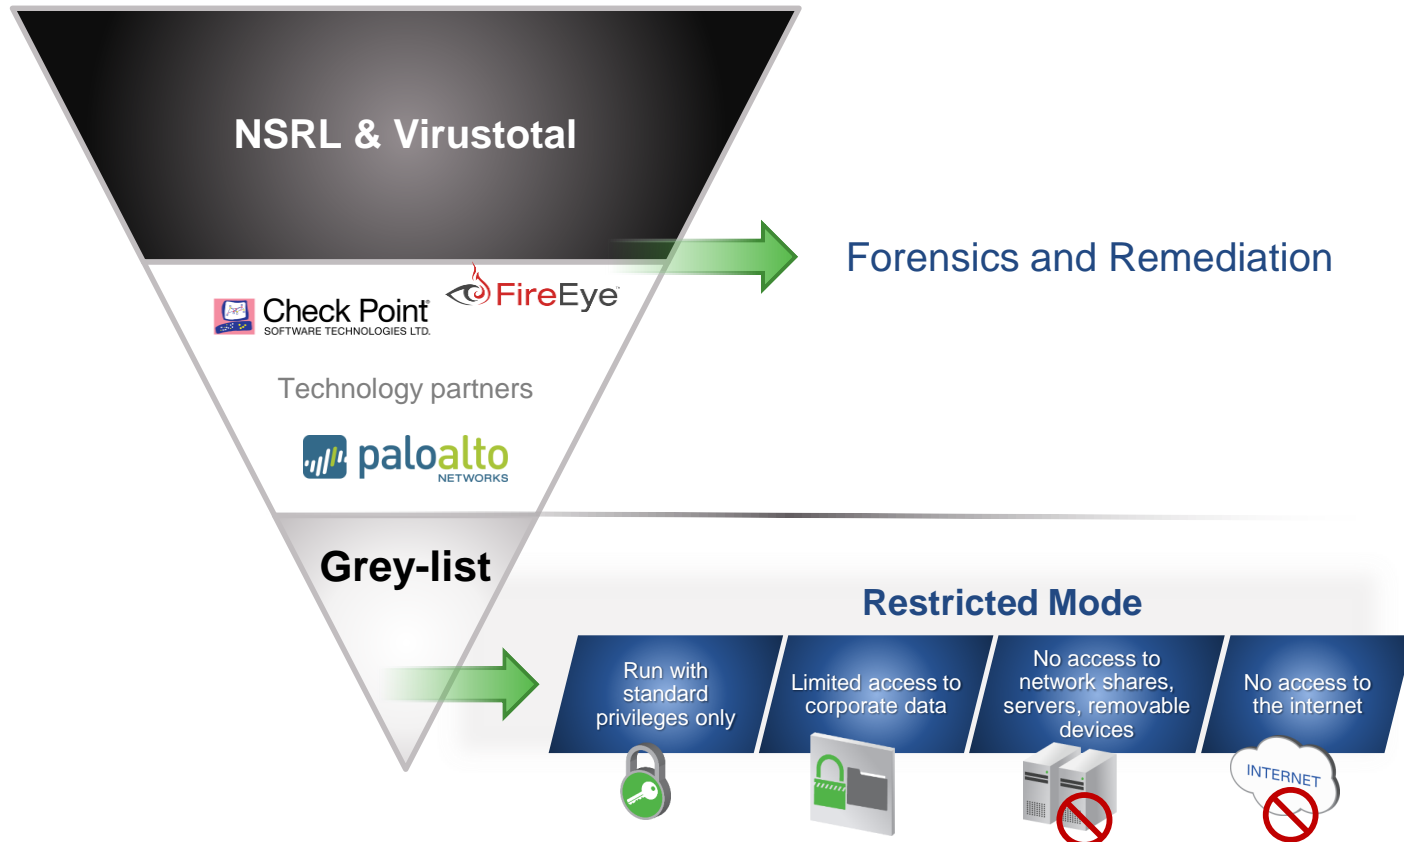 NSRL & Virustotal
Forensics and Remediation
FireEye
Check Point
SOFTWARE TECHNOLOGIES LTD.
Technology partners
paloalto
NETWORKS
Grey-list
Restricted Mode
Run with
standard
privileges only
Limited access to
corporate data
No access to
network shares,
servers, removable
devices
No access to
the internet
INTERNET